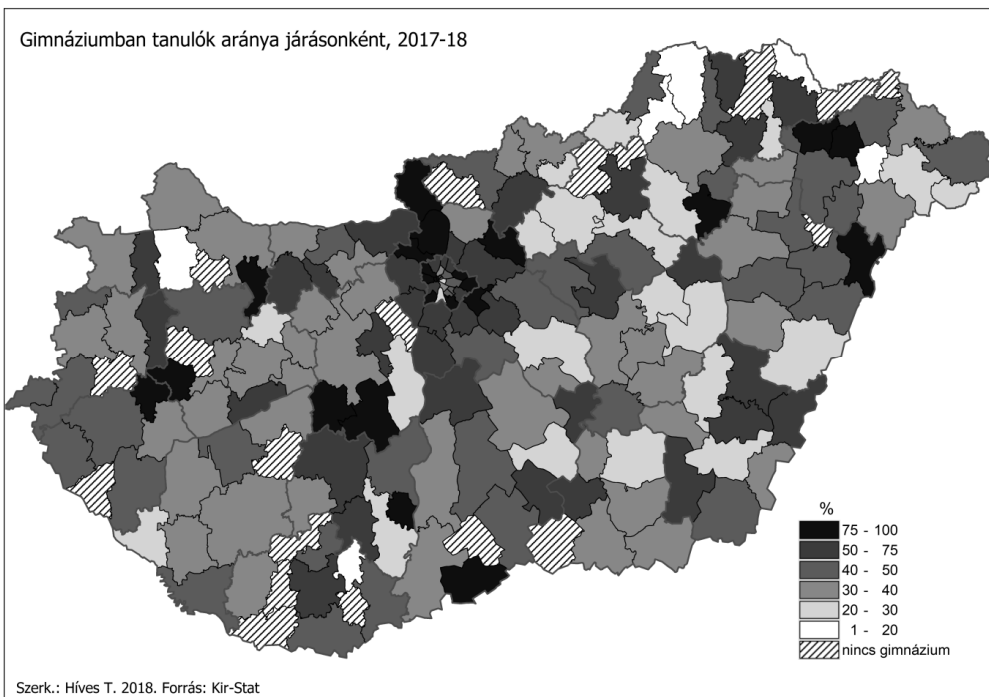 Gimnáziumban tanulók aránya járásonként, 2017-18
%
75 - 100
50 - 75
40 - 50
30 - 40
20 - 30
1 - 20
nincs gimnázium
Szerk.: Híves T. 2018. Forrás: Kir-Stat